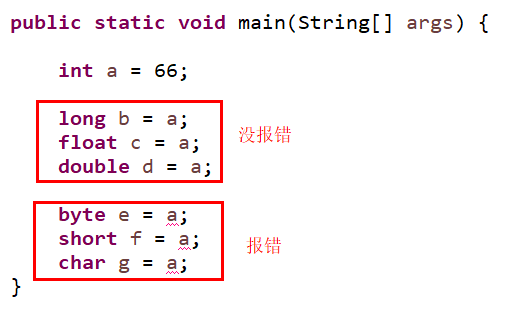 public static void main(String[] args) {
int a = 66;
long b = a;
float c = a;
没报错
double d = a;
byte e = a;
short f = a;
报错
char g = a;
}